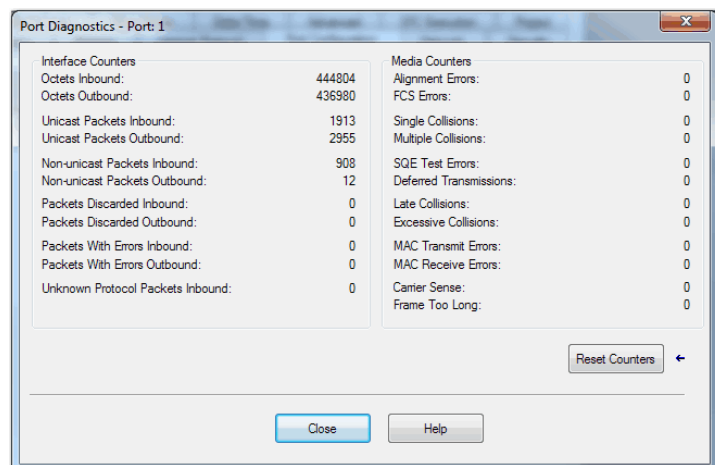 Port Diagnostics - Port: 1
Interface Counters
Octets Inbound: 444804
Octets Outbound: 436980
Unicast Packets Inbound: 1913
Unicast Packets Outbound: 2955
Non-unicast Packets Inbound: 908
Non-unicast Packets Outbound: 12
Packets Discarded Inbound: 0
Packets Discarded Outbound: 0
Packets With Errors Inbound: 0
Packets With Errors Outbound: 0
Unknown Protocol Packets Inbound: 0
Media Counters
Alignment Errors: 0
FCS Errors: 0
Single Collisions: 0
Multiple Collisions: 0
SQE Test Errors: 0
Deferred Transmissions: 0
Late Collisions: 0
Excessive Collisions: 0
MAC Transmit Errors: 0
MAC Receive Errors: 0
Carrier Sense: 0
Frame Too Long: 0
Reset Counters
Close
Help